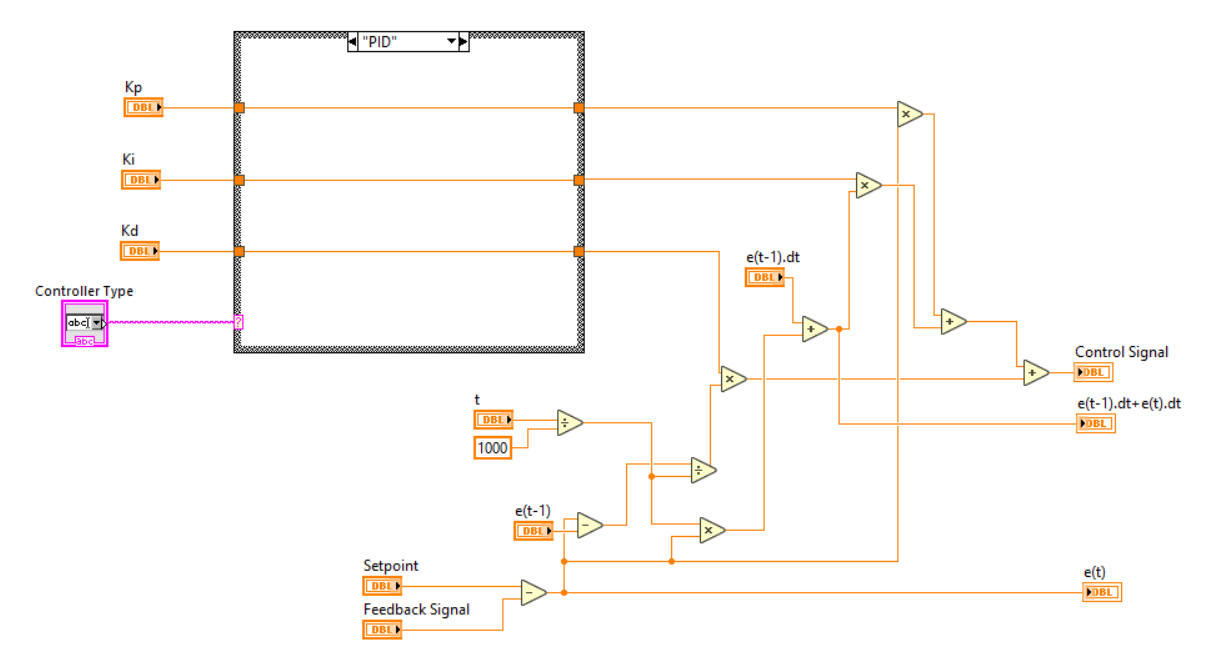 "PID"
Kp
DBL
Ki
DBL
Kd
DBL
Controller Type
abc
abc
?
e(t-1).dt
DBL
×
×
+
+
Control Signal
+
DBL
×
e(t-1).dt+e(t).dt
DBL
t
DBL
÷
1000
÷
e(t-1)
DBL
-
×
Setpoint
DBL
-
e(t)
DBL
Feedback Signal
DBL